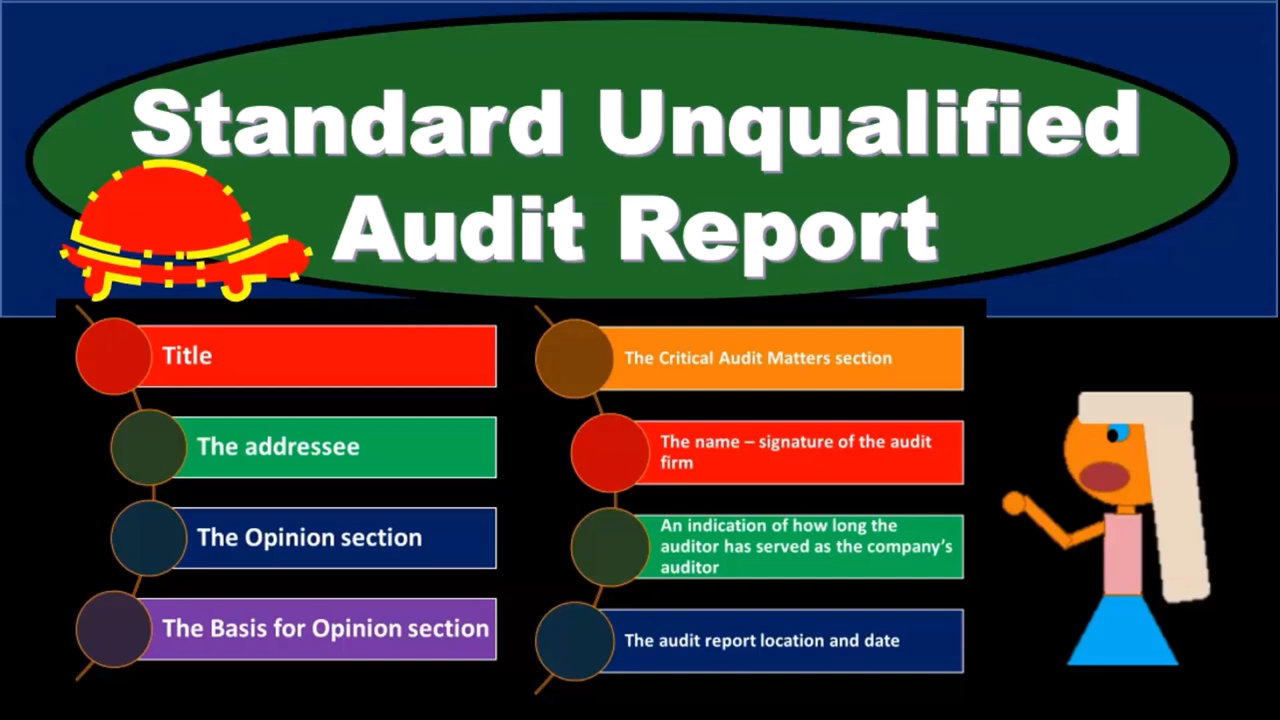 Standard Unqualified
Audit Report
Title
The addressee
The Opinion section
The Basis for Opinion section
The Critical Audit Matters section
The name – signature of the audit
firm
An indication of how long the
auditor has served as the company’s
auditor
The audit report location and date